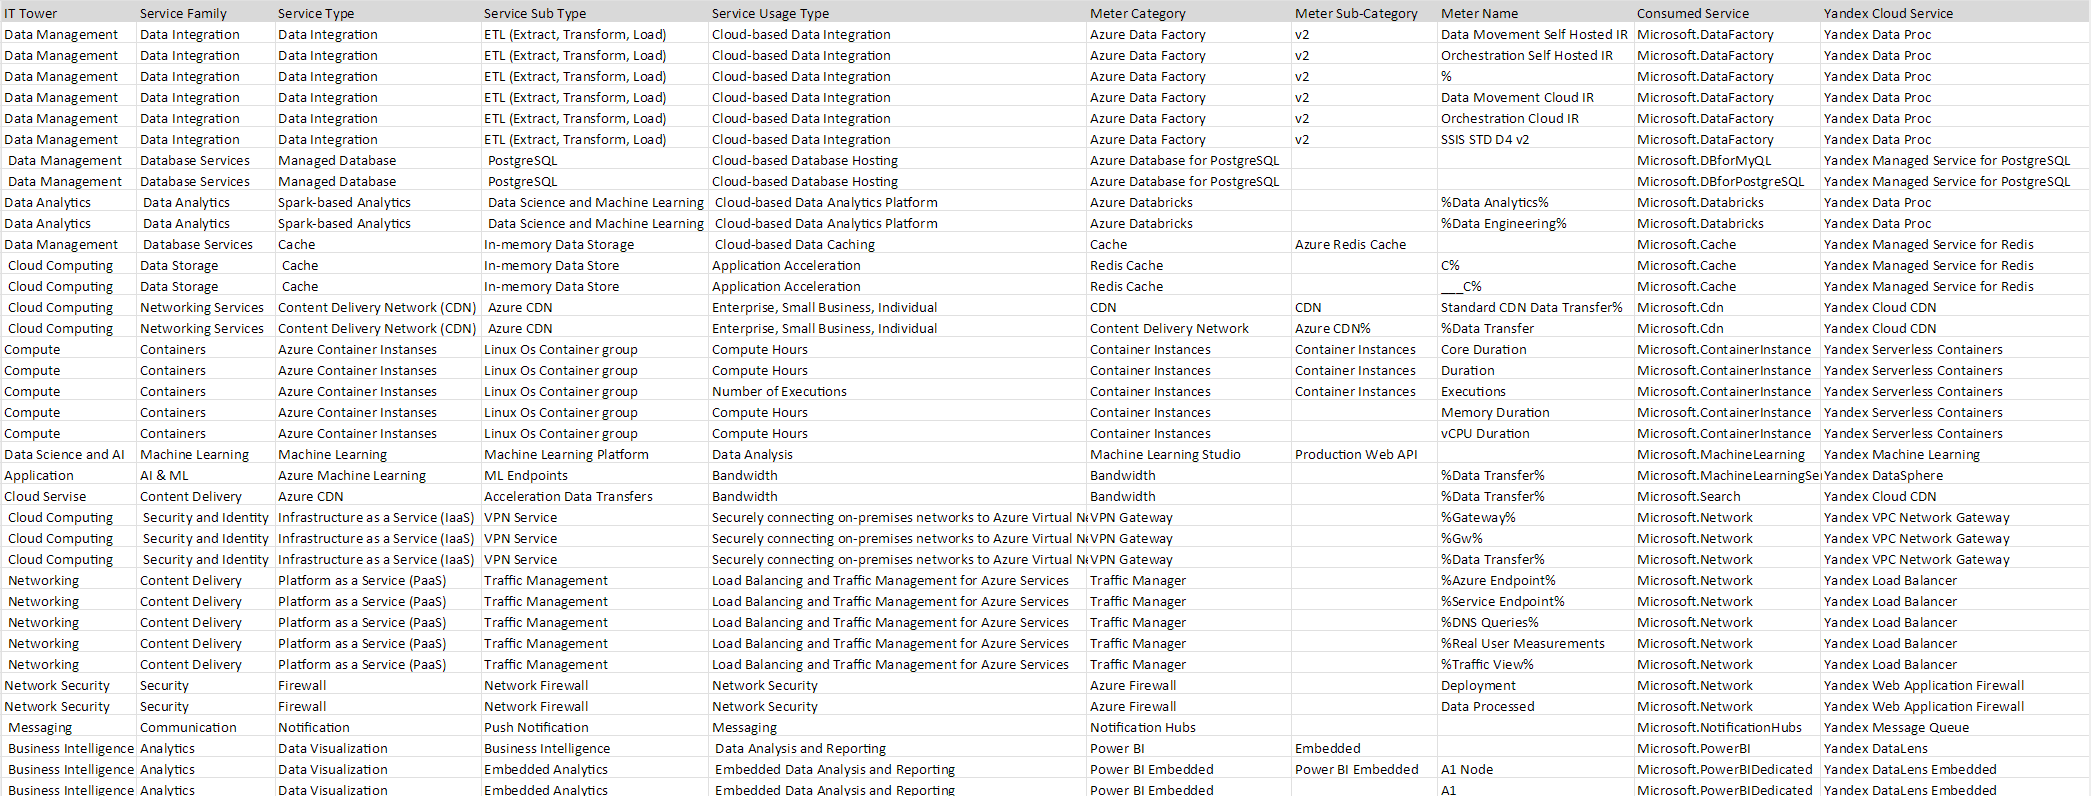 IT Tower Service Family Service Type Service Sub Type Service Usage Type Meter Category Meter Sub-Category Meter Name Consumed Service Yandex Cloud Service
Data Management Data Integration Data Integration ETL (Extract, Transform, Load) Cloud-based Data Integration Azure Data Factory v2 Data Movement Self Hosted IR Microsoft.DataFactory Yandex Data Proc
Data Management Data Integration Data Integration ETL (Extract, Transform, Load) Cloud-based Data Integration Azure Data Factory v2 Orchestration Self Hosted IR Microsoft.DataFactory Yandex Data Proc
Data Management Data Integration Data Integration ETL (Extract, Transform, Load) Cloud-based Data Integration Azure Data Factory v2 % Microsoft.DataFactory Yandex Data Proc
Data Management Data Integration Data Integration ETL (Extract, Transform, Load) Cloud-based Data Integration Azure Data Factory v2 Data Movement Cloud IR Microsoft.DataFactory Yandex Data Proc
Data Management Data Integration Data Integration ETL (Extract, Transform, Load) Cloud-based Data Integration Azure Data Factory v2 Orchestration Cloud IR Microsoft.DataFactory Yandex Data Proc
Data Management Data Integration Data Integration ETL (Extract, Transform, Load) Cloud-based Data Integration Azure Data Factory v2 SSIS STD D4 v2 Microsoft.DataFactory Yandex Data Proc
Data Management Database Services Managed Database PostgreSQL Cloud-based Database Hosting Azure Database for PostgreSQL Microsoft.DBforMyQL Yandex Managed Service for PostgreSQL
Data Management Database Services Managed Database PostgreSQL Cloud-based Database Hosting Azure Database for PostgreSQL Microsoft.DBforPostgreSQL Yandex Managed Service for PostgreSQL
Data Analytics Data Analytics Spark-based Analytics Data Science and Machine Learning Cloud-based Data Analytics Platform Azure Databricks %Data Analytics% Microsoft.Databricks Yandex Data Proc
Data Analytics Data Analytics Spark-based Analytics Data Science and Machine Learning Cloud-based Data Analytics Platform Azure Databricks %Data Engineering% Microsoft.Databricks Yandex Data Proc
Data Management Database Services Cache In-memory Data Storage Cloud-based Data Caching Cache Azure Redis Cache Microsoft.Cache Yandex Managed Service for Redis
Cloud Computing Data Storage Cache In-memory Data Store Application Acceleration Redis Cache C% Microsoft.Cache Yandex Managed Service for Redis
Cloud Computing Data Storage Cache In-memory Data Store Application Acceleration Redis Cache ___C% Microsoft.Cache Yandex Managed Service for Redis
Cloud Computing Networking Services Content Delivery Network (CDN) Azure CDN Enterprise, Small Business, Individual CDN CDN Standard CDN Data Transfer% Microsoft.Cdn Yandex Cloud CDN
Cloud Computing Networking Services Content Delivery Network (CDN) Azure CDN Enterprise, Small Business, Individual Content Delivery Network Azure CDN% %Data Transfer Microsoft.Cdn Yandex Cloud CDN
Compute Containers Azure Container Instanses Linux Os Container group Compute Hours Container Instances Container Instances Core Duration Microsoft.ContainerInstance Yandex Serverless Containers
Compute Containers Azure Container Instanses Linux Os Container group Compute Hours Container Instances Container Instances Duration Microsoft.ContainerInstance Yandex Serverless Containers
Compute Containers Azure Container Instanses Linux Os Container group Number of Executions Container Instances Container Instances Executions Microsoft.ContainerInstance Yandex Serverless Containers
Compute Containers Azure Container Instanses Linux Os Container group Compute Hours Container Instances Memory Duration Microsoft.ContainerInstance Yandex Serverless Containers
Compute Containers Azure Container Instanses Linux Os Container group Compute Hours Container Instances vCPU Duration Microsoft.ContainerInstance Yandex Serverless Containers
Data Science and AI Machine Learning Machine Learning Machine Learning Platform Data Analysis Machine Learning Studio Production Web API Microsoft.MachineLearning Yandex Machine Learning
Application AI & ML Azure Machine Learning ML Endpoints Bandwidth Bandwidth %Data Transfer% Microsoft.MachineLearningSe Yandex DataSphere
Cloud Servise Content Delivery Azure CDN Acceleration Data Transfers Bandwidth Bandwidth %Data Transfer% Microsoft.Search Yandex Cloud CDN
Cloud Computing Security and Identity Infrastructure as a Service (IaaS) VPN Service Securely connecting on-premises networks to Azure Virtual Ne VPN Gateway %Gateway% Microsoft.Network Yandex VPC Network Gateway
Cloud Computing Security and Identity Infrastructure as a Service (IaaS) VPN Service Securely connecting on-premises networks to Azure Virtual Ne VPN Gateway %Gw% Microsoft.Network Yandex VPC Network Gateway
Cloud Computing Security and Identity Infrastructure as a Service (IaaS) VPN Service Securely connecting on-premises networks to Azure Virtual Ne VPN Gateway %Data Transfer% Microsoft.Network Yandex VPC Network Gateway
Networking Content Delivery Platform as a Service (PaaS) Traffic Management Load Balancing and Traffic Management for Azure Services Traffic Manager %Azure Endpoint% Microsoft.Network Yandex Load Balancer
Networking Content Delivery Platform as a Service (PaaS) Traffic Management Load Balancing and Traffic Management for Azure Services Traffic Manager %Service Endpoint% Microsoft.Network Yandex Load Balancer
Networking Content Delivery Platform as a Service (PaaS) Traffic Management Load Balancing and Traffic Management for Azure Services Traffic Manager %DNS Queries% Microsoft.Network Yandex Load Balancer
Networking Content Delivery Platform as a Service (PaaS) Traffic Management Load Balancing and Traffic Management for Azure Services Traffic Manager %Real User Measurements Microsoft.Network Yandex Load Balancer
Networking Content Delivery Platform as a Service (PaaS) Traffic Management Load Balancing and Traffic Management for Azure Services Traffic Manager %Traffic View% Microsoft.Network Yandex Load Balancer
Network Security Security Firewall Network Firewall Network Security Azure Firewall Deployment Microsoft.Network Yandex Web Application Firewall
Network Security Security Firewall Network Firewall Network Security Azure Firewall Data Processed Microsoft.Network Yandex Web Application Firewall
Messaging Communication Notification Push Notification Messaging Notification Hubs Microsoft.NotificationHubs Yandex Message Queue
Business Intelligence Analytics Data Visualization Business Intelligence Data Analysis and Reporting Power BI Embedded Microsoft.PowerBI Yandex DataLens
Business Intelligence Analytics Data Visualization Embedded Analytics Embedded Data Analysis and Reporting Power BI Embedded Power BI Embedded A1 Node Microsoft.PowerBIDedicated Yandex DataLens Embedded
Business Intelligence Analytics Data Visualization Embedded Analytics Embedded Data Analysis and Reporting Power BI Embedded A1 Microsoft.PowerBIDedicated Yandex DataLens Embedded